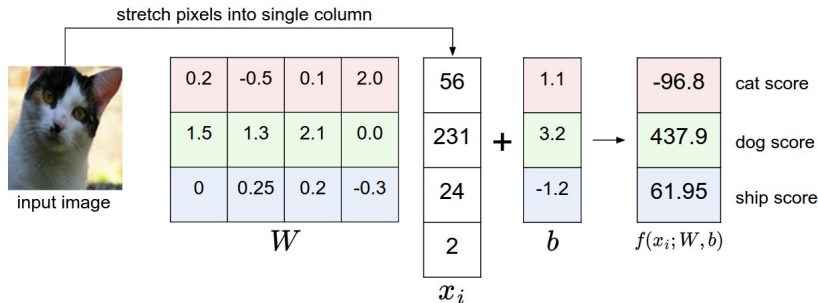 stretch pixels into single column
0.2 -0.5 0.1 2.0 56 1.1 -96.8 cat score
1.5 1.3 2.1 0.0 231 + 3.2 437.9 dog score
0 0.25 0.2 -0.3 24 -1.2 61.95 ship score
input image
W b f(x_i; W, b)
2
x_i